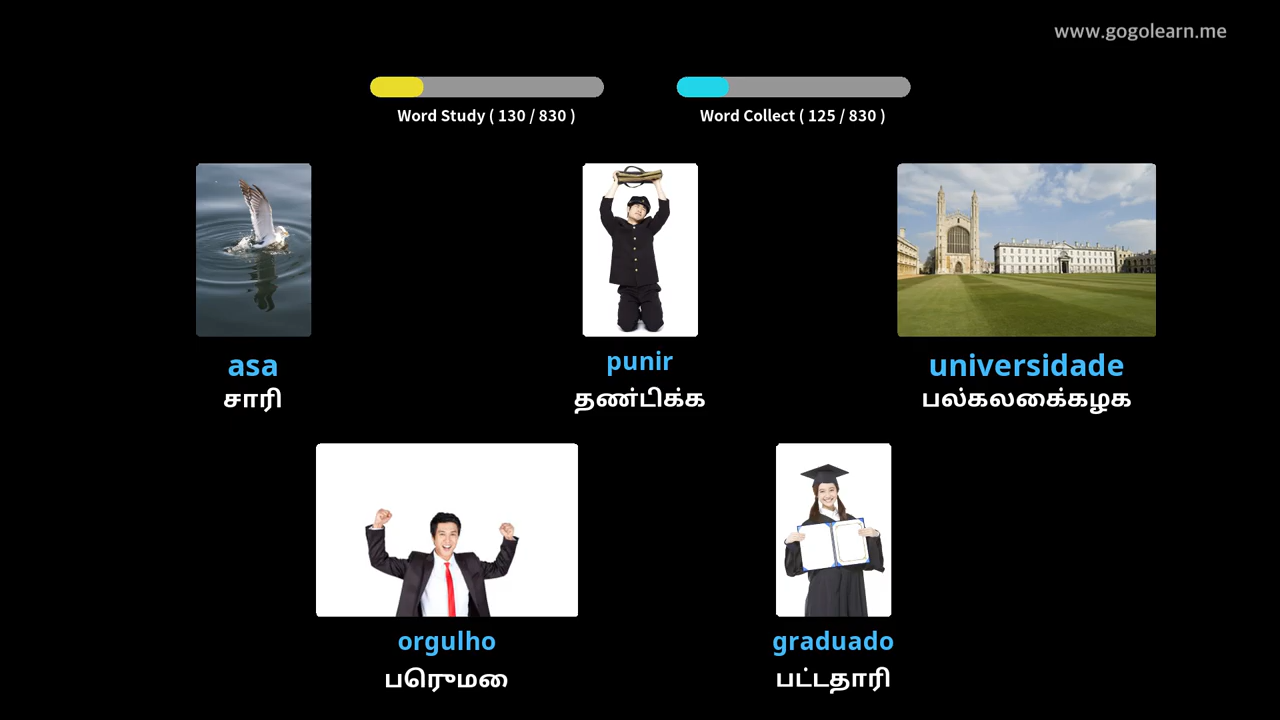 www.gogolearn.me
Word Study ( 130 / 830 )
Word Collect ( 125 / 830 )
asa
சாரி
punir
தண்டிக்க
universidade
பல்கலைக்கழக
orgulho
பெருமை
graduado
பட்டதாரி